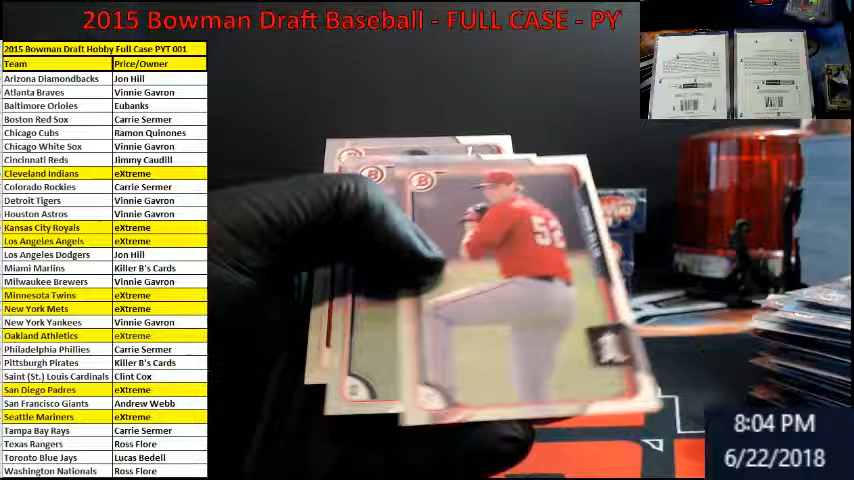 2015 Bowman Draft Baseball - FULL CASE - PY
2015 Bowman Draft Hobby Full Case PYT 001
Team Price/Owner
Arizona Diamondbacks Jon Hill
Atlanta Braves Vinnie Gavron
Baltimore Orioles Eubanks
Boston Red Sox Carrie Sermer
Chicago Cubs Ramon Quinones
Chicago White Sox Vinnie Gavron
Cincinnati Reds Jimmy Caudill
Cleveland Indians eXtreme
Colorado Rockies Carrie Sermer
Detroit Tigers Vinnie Gavron
Houston Astros Vinnie Gavron
Kansas City Royals eXtreme
Los Angeles Angels eXtreme
Los Angeles Dodgers Jon Hill
Miami Marlins Killer B's Cards
Milwaukee Brewers Vinnie Gavron
Minnesota Twins eXtreme
New York Mets eXtreme
New York Yankees Vinnie Gavron
Oakland Athletics eXtreme
Philadelphia Phillies Carrie Sermer
Pittsburgh Pirates Killer B's Cards
Saint (St.) Louis Cardinals Clint Cox
San Diego Padres eXtreme
San Francisco Giants Andrew Webb
Seattle Mariners eXtreme
Tampa Bay Rays Carrie Sermer
Texas Rangers Ross Flore
Toronto Blue Jays Lucas Bedell
Washington Nationals Ross Flore
B
B
B
52
8:04 PM
6/22/2018